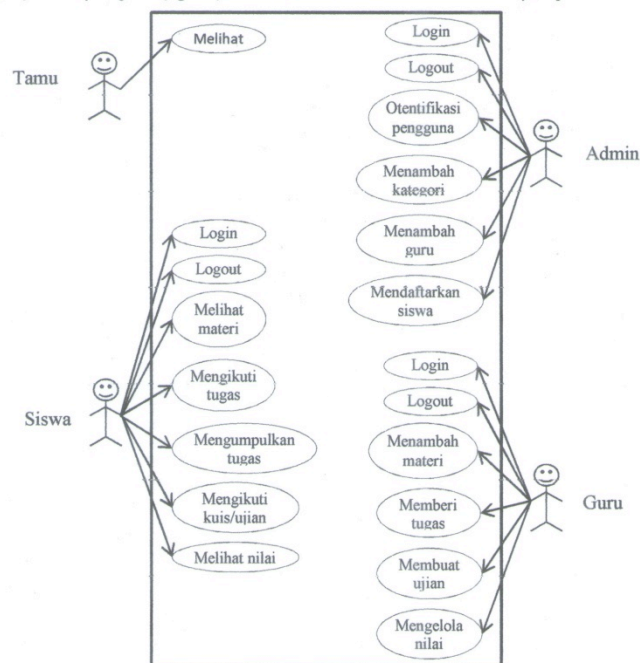 Melihat
Tamu
Login
Logout
Otentifikasi
pengguna
Menambah
kategori
Menambah
guru
Mendaftarkan
siswa
Admin
Login
Logout
Melihat
materi
Mengikuti
tugas
Mengumpulkan
tugas
Mengikuti
kuis/ujian
Melihat nilai
Siswa
Login
Logout
Menambah
materi
Memberi
tugas
Membuat
ujian
Mengelola
nilai
Guru